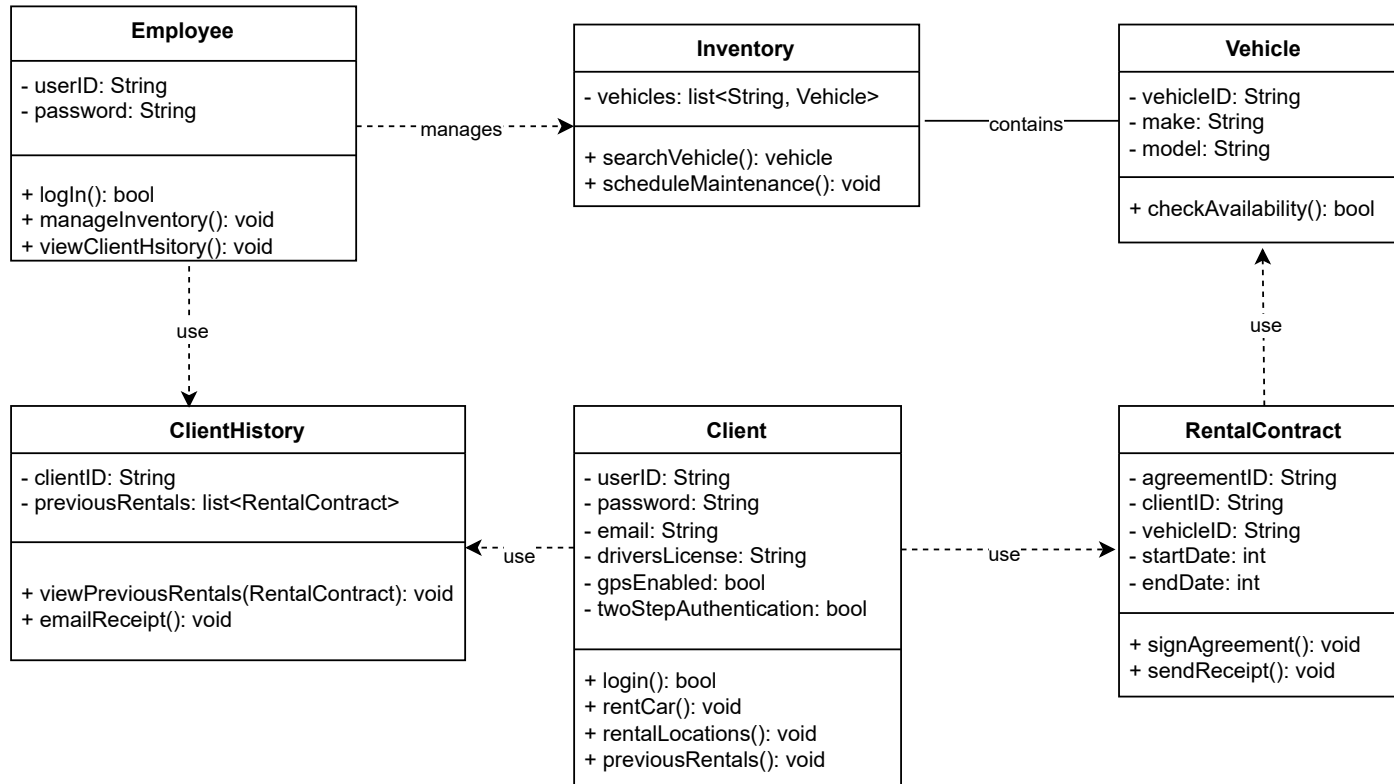 Employee
- userID: String
- password: String
+ logIn(): bool
+ manageInventory(): void
+ viewClientHsitory(): void
manages
Inventory
- vehicles: list<String, Vehicle>
+ searchVehicle(): vehicle
+ scheduleMaintenance(): void
contains
Vehicle
- vehicleID: String
- make: String
- model: String
+ checkAvailability(): bool
use
use
ClientHistory
- clientID: String
- previousRentals: list<RentalContract>
+ viewPreviousRentals(RentalContract): void
+ emailReceipt(): void
use
Client
- userID: String
- password: String
- email: String
- driversLicense: String
- gpsEnabled: bool
- twoStepAuthentication: bool
+ login(): bool
+ rentCar(): void
+ rentalLocations(): void
+ previousRentals(): void
use
RentalContract
- agreementID: String
- clientID: String
- vehicleID: String
- startDate: int
- endDate: int
+ signAgreement(): void
+ sendReceipt(): void